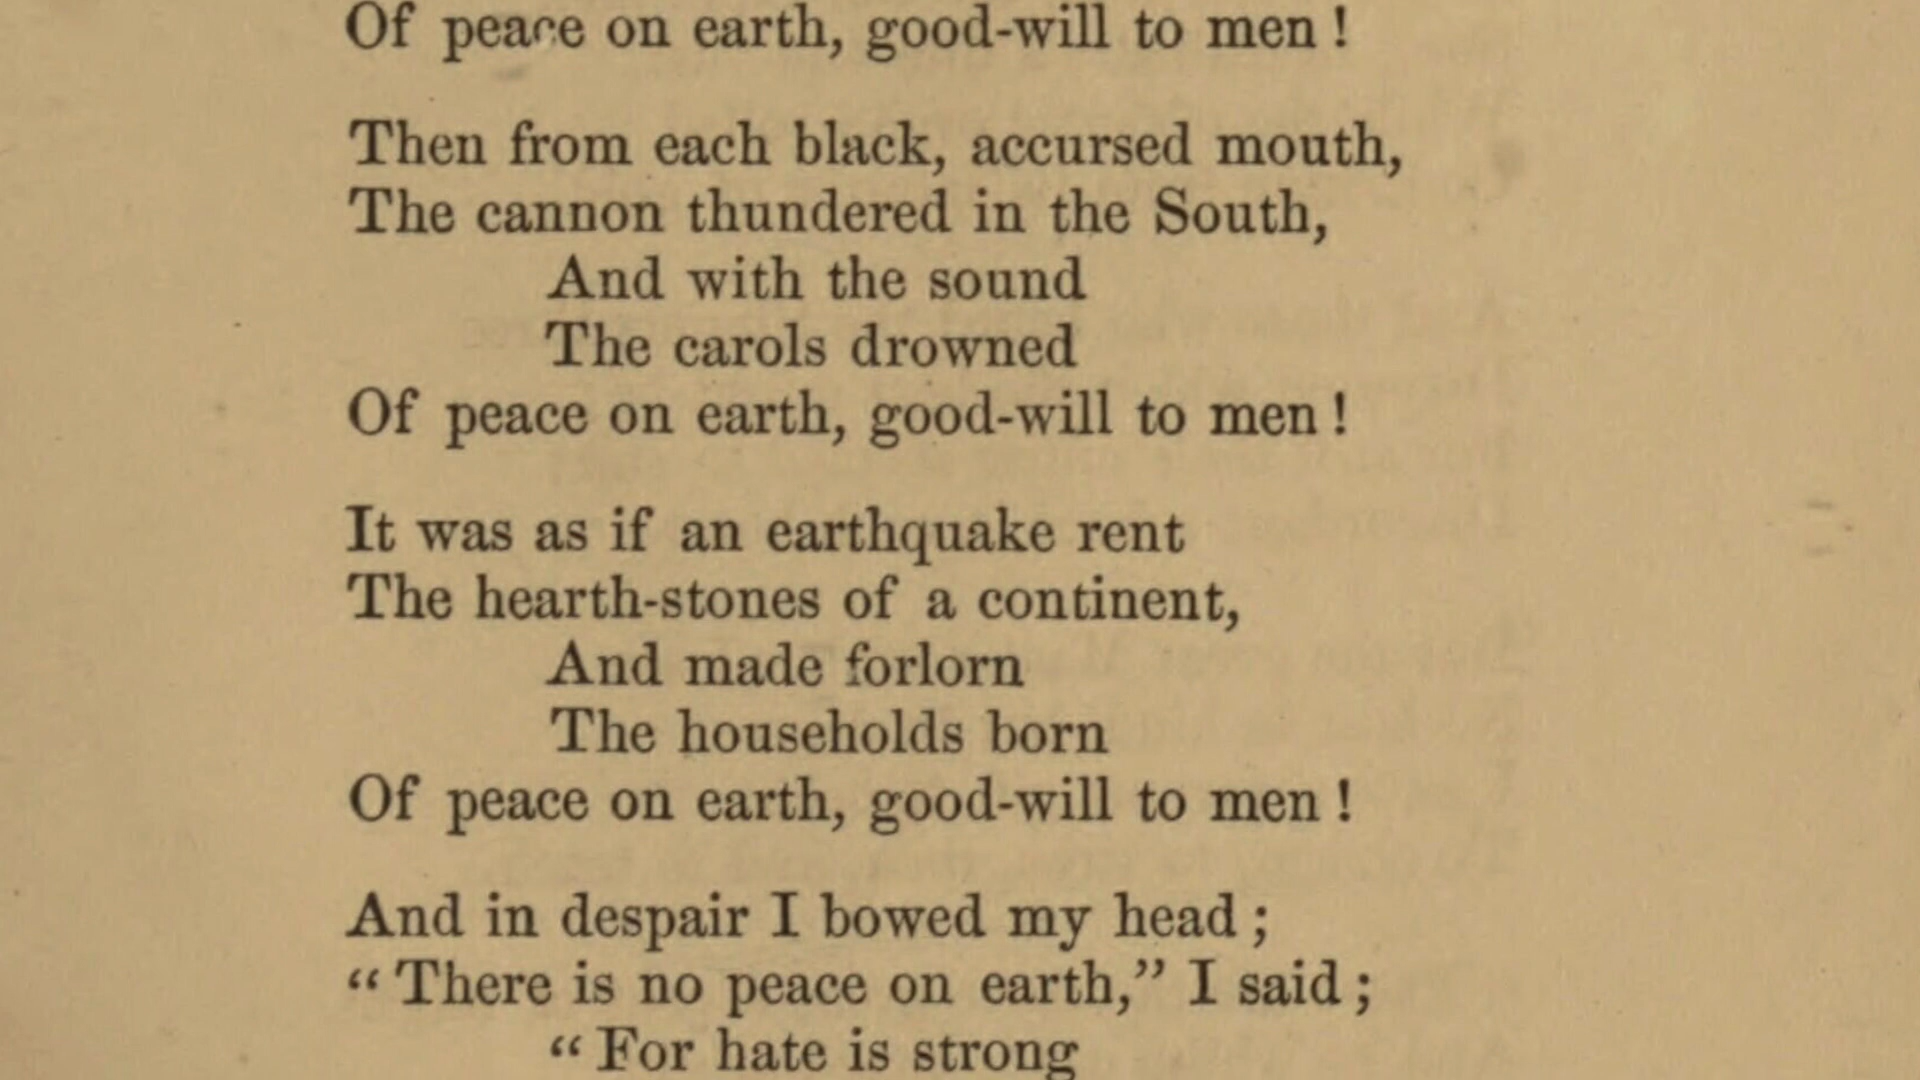 Of peace on earth, good-will to men!
Then from each black, accursed mouth,
The cannon thundered in the South,
And with the sound
The carols drowned
Of peace on earth, good-will to men!
It was as if an earthquake rent
The hearth-stones of a continent,
And made forlorn
The households born
Of peace on earth, good-will to men!
And in despair I bowed my head;
“There is no peace on earth,” I said;
“For hate is strong